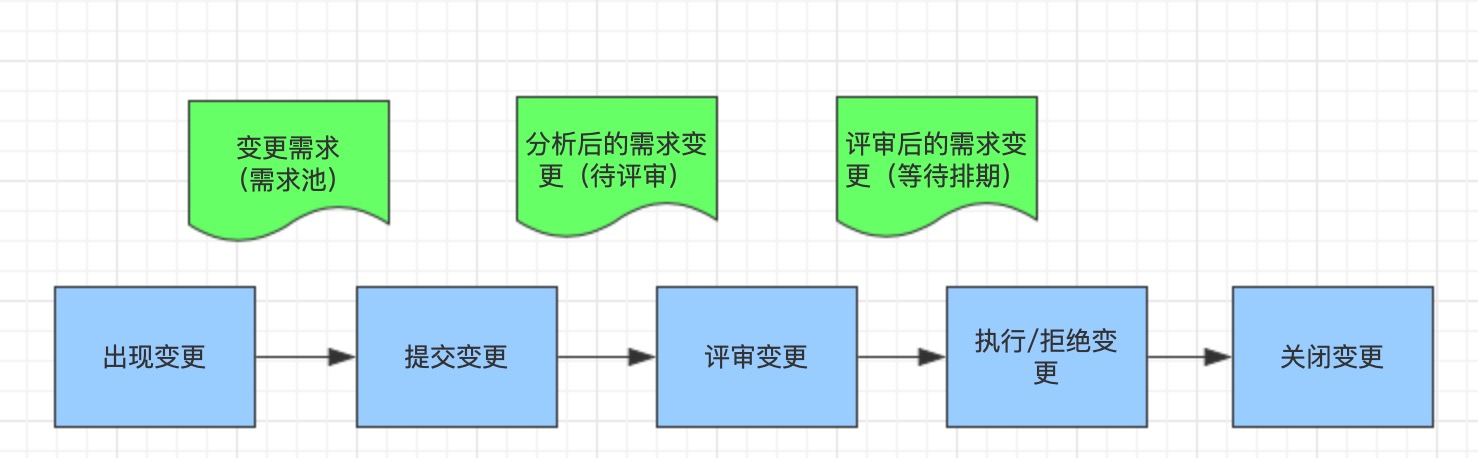 变更需求
（需求池）
分析后的需求变
更（待评审）
评审后的需求变
更（等待排期）
出现变更
提交变更
评审变更
执行/拒绝变
更
关闭变更